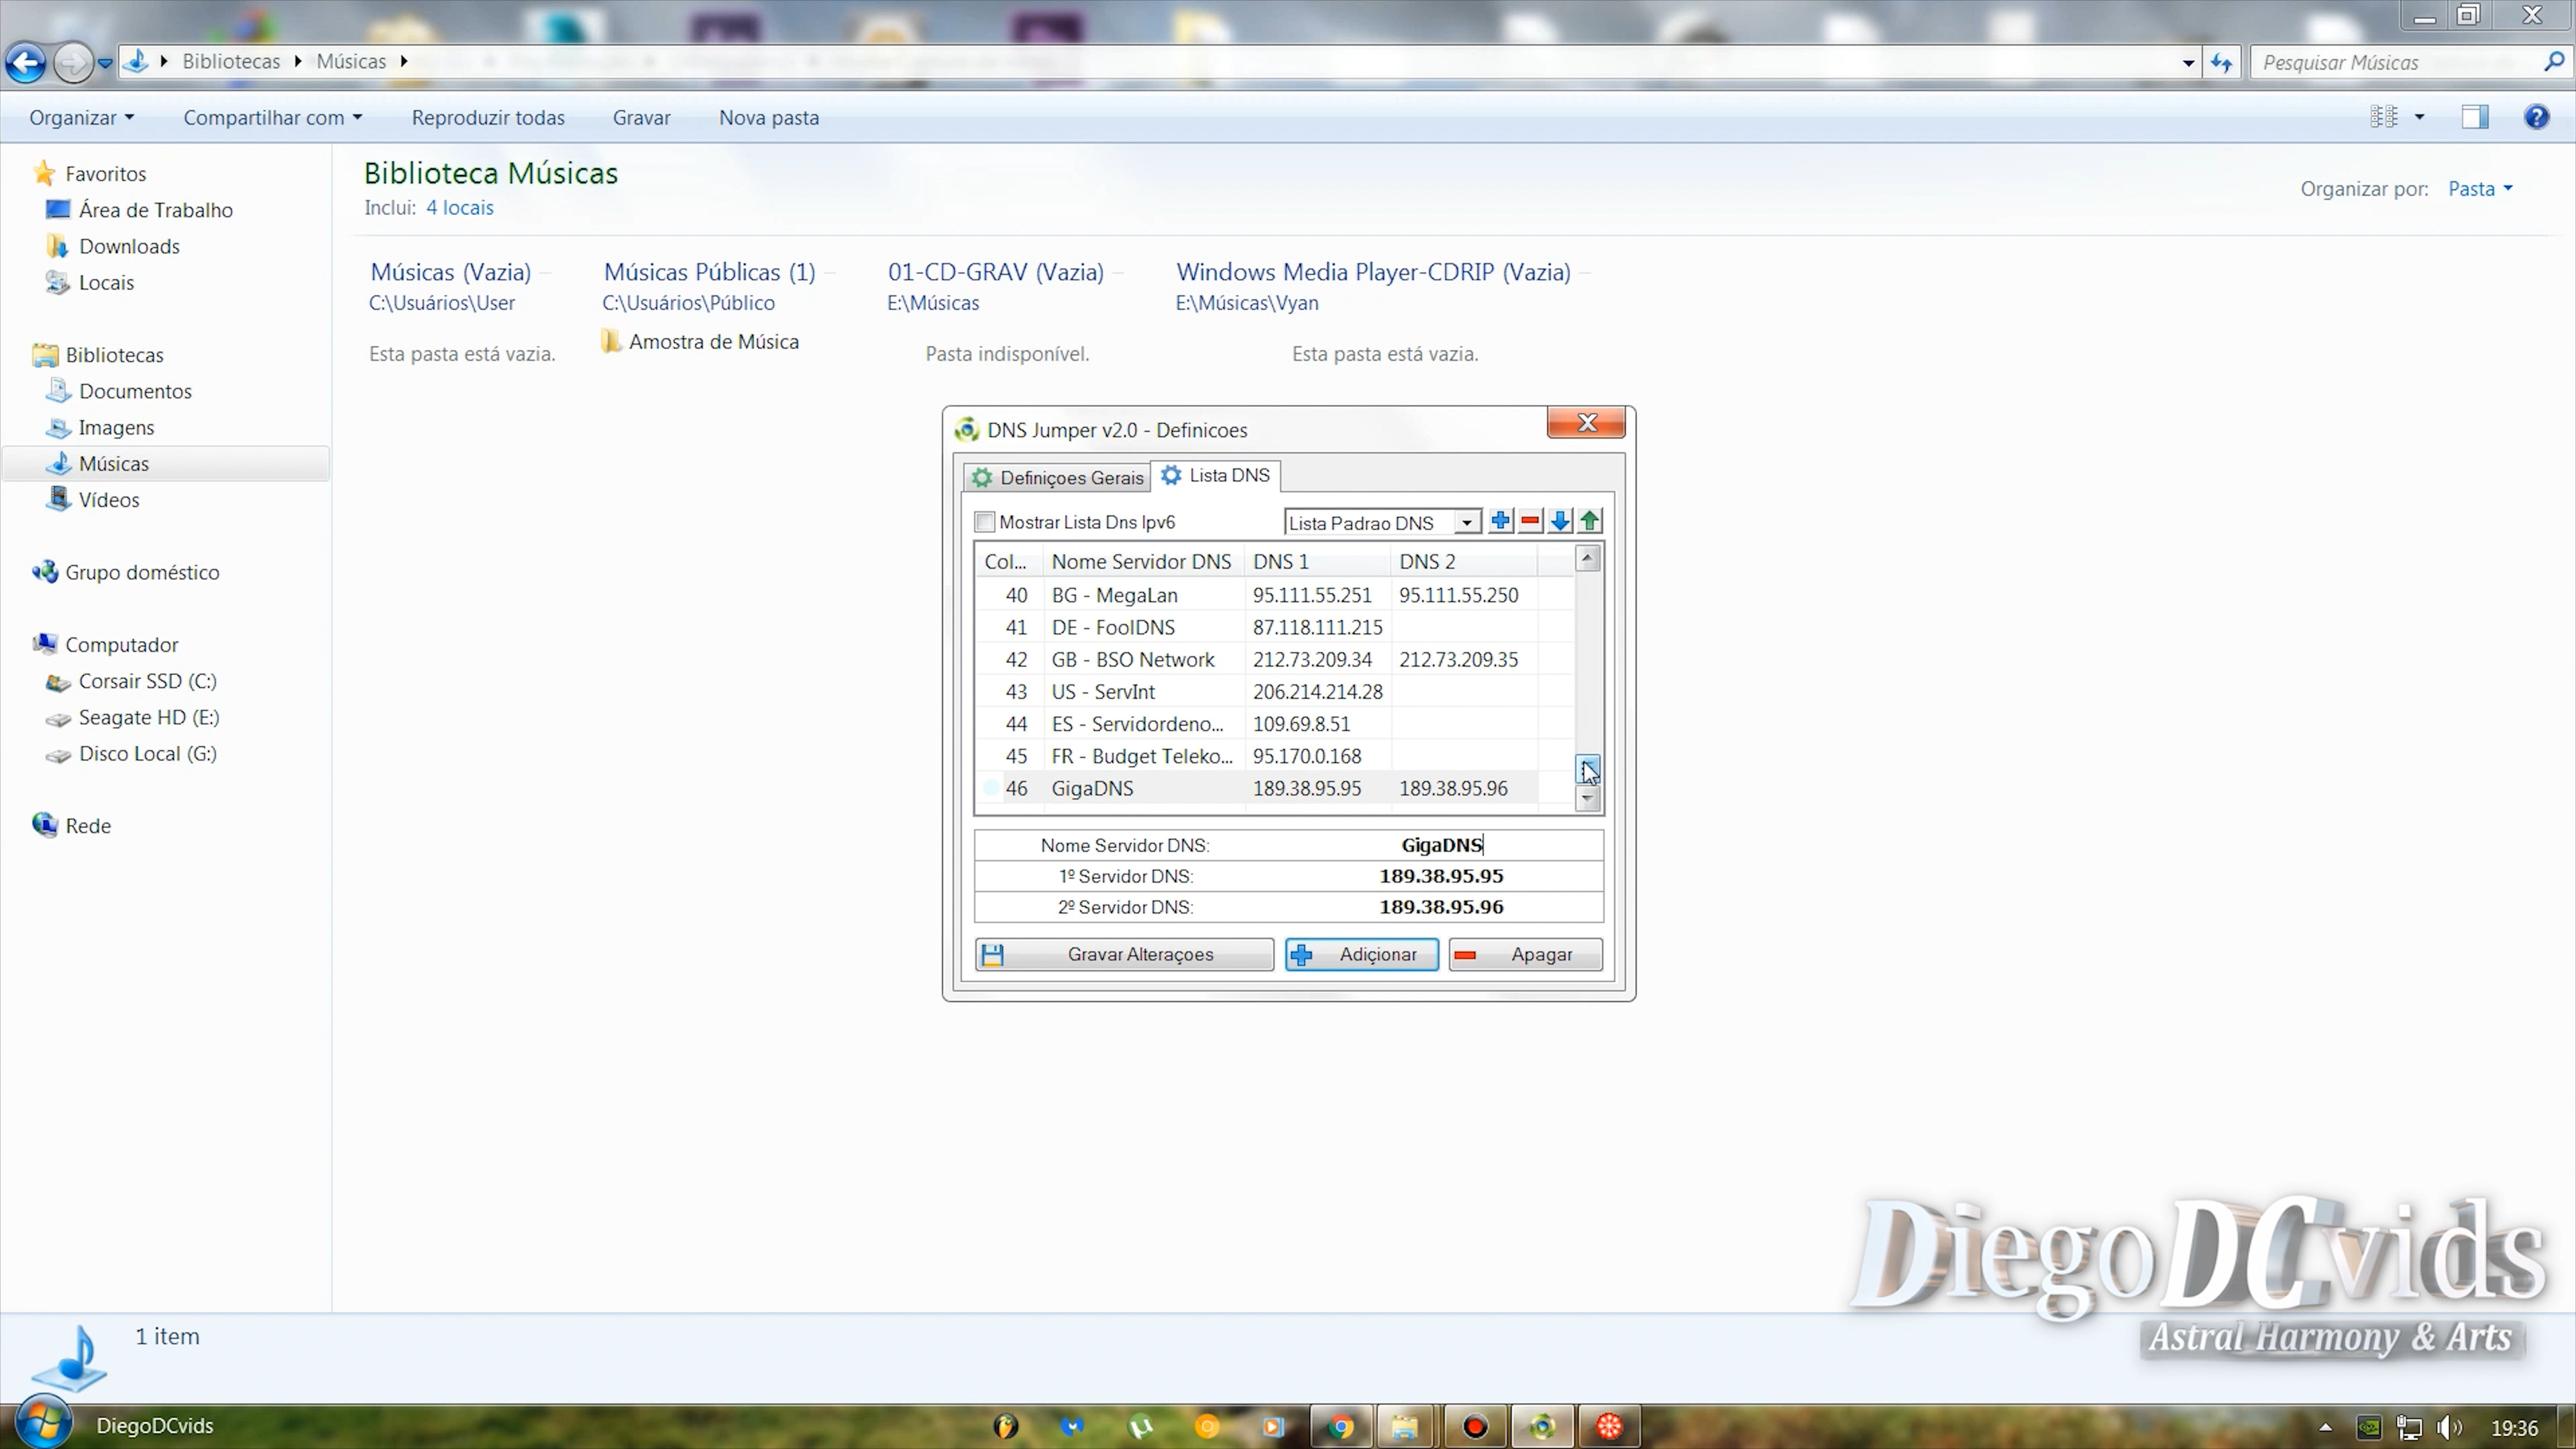 Bibliotecas
Músicas
Pesquisar Músicas
Organizar
Compartilhar com
Reproduzir todas
Gravar
Nova pasta
Favoritos
Área de Trabalho
Downloads
Locais
Bibliotecas
Documentos
Imagens
Músicas
Vídeos
Grupo doméstico
Computador
Corsair SSD (C:)
Seagate HD (E:)
Disco Local (G:)
Rede
Biblioteca Músicas
Inclui: 4 locais
Organizar por: Pasta
Músicas (Vazia)
C:\Usuários\User
Esta pasta está vazia.
Músicas Públicas (1)
C:\Usuários\Público
Amostra de Música
01-CD-GRAV (Vazia)
E:\Músicas
Pasta indisponível.
Windows Media Player-CDRIP (Vazia)
E:\Músicas\Vyan
Esta pasta está vazia.
DNS Jumper v2.0 - Definicoes
Definiçoes Gerais
Lista DNS
Mostrar Lista Dns Ipv6
Lista Padrao DNS
Col... Nome Servidor DNS DNS 1 DNS 2
40 BG - MegaLan 95.111.55.251 95.111.55.250
41 DE - FoolDNS 87.118.111.215
42 GB - BSO Network 212.73.209.34 212.73.209.35
43 US - ServInt 206.214.214.28
44 ES - Servidordeno... 109.69.8.51
45 FR - Budget Teleko... 95.170.0.168
46 GigaDNS 189.38.95.95 189.38.95.96
Nome Servidor DNS: GigaDNS
1º Servidor DNS: 189.38.95.95
2º Servidor DNS: 189.38.95.96
Gravar Alteraçoes
Adiçionar
Apagar
DiegoDCvids
Astral Harmony & Arts
1 item
DiegoDCvids
19:36